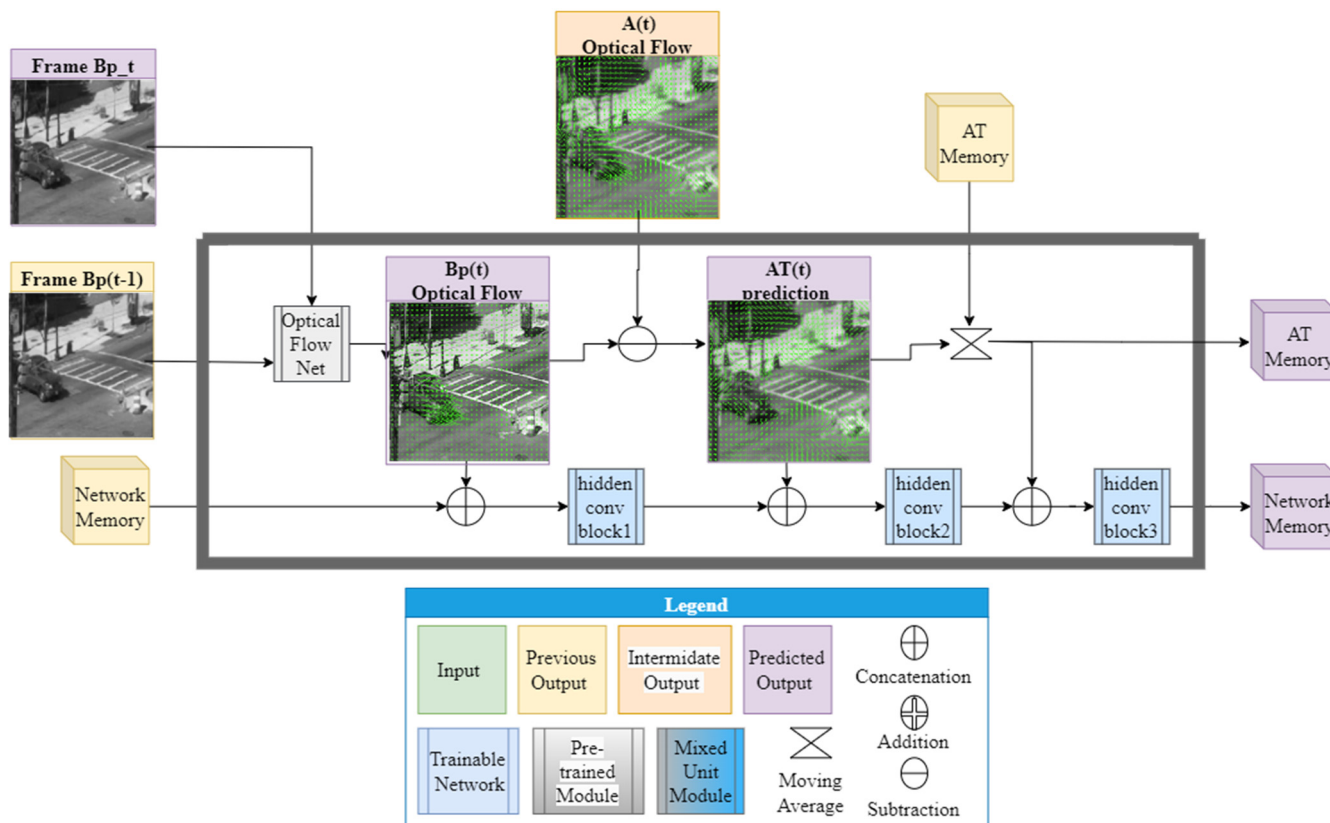 A(t)
Optical Flow
Frame Bp_t
AT
Memory
Frame Bp(t-1)
Bp(t)
Optical Flow
AT(t)
prediction
Optical
Flow
Net
AT
Memory
Network
Memory
hidden
conv
block1
hidden
conv
block2
hidden
conv
block3
Network
Memory
Legend
Input
Previous
Output
Intermidate
Output
Predicted
Output
Concatenation
Trainable
Network
Pre-
trained
Module
Mixed
Unit
Module
Moving
Average
Addition
Subtraction